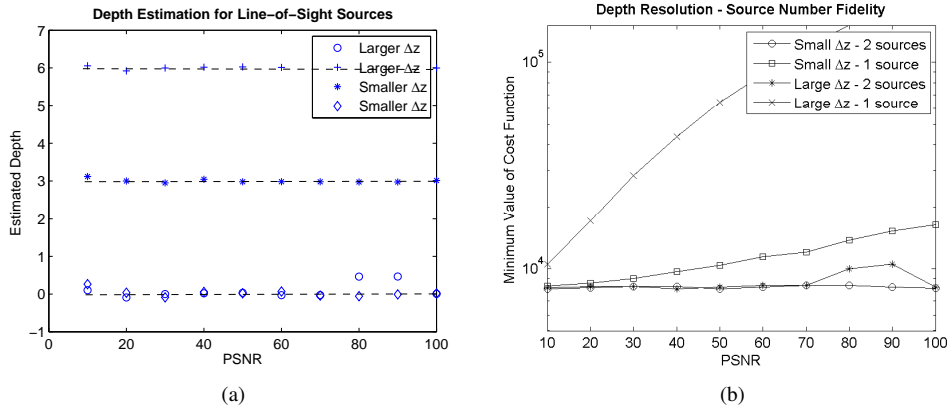 Depth Estimation for Line−of−Sight Sources
7
6
5
4
3
2
1
0
−1
0
20
40
60
80
100
Estimated Depth
PSNR
Larger Δz
Larger Δz
Smaller Δz
Smaller Δz
(a)
Depth Resolution - Source Number Fidelity
10^5
10^4
10
20
30
40
50
60
70
80
90
100
Minimum Value of Cost Function
PSNR
Small Δz - 2 sources
Small Δz - 1 source
Large Δz - 2 sources
Large Δz - 1 source
(b)